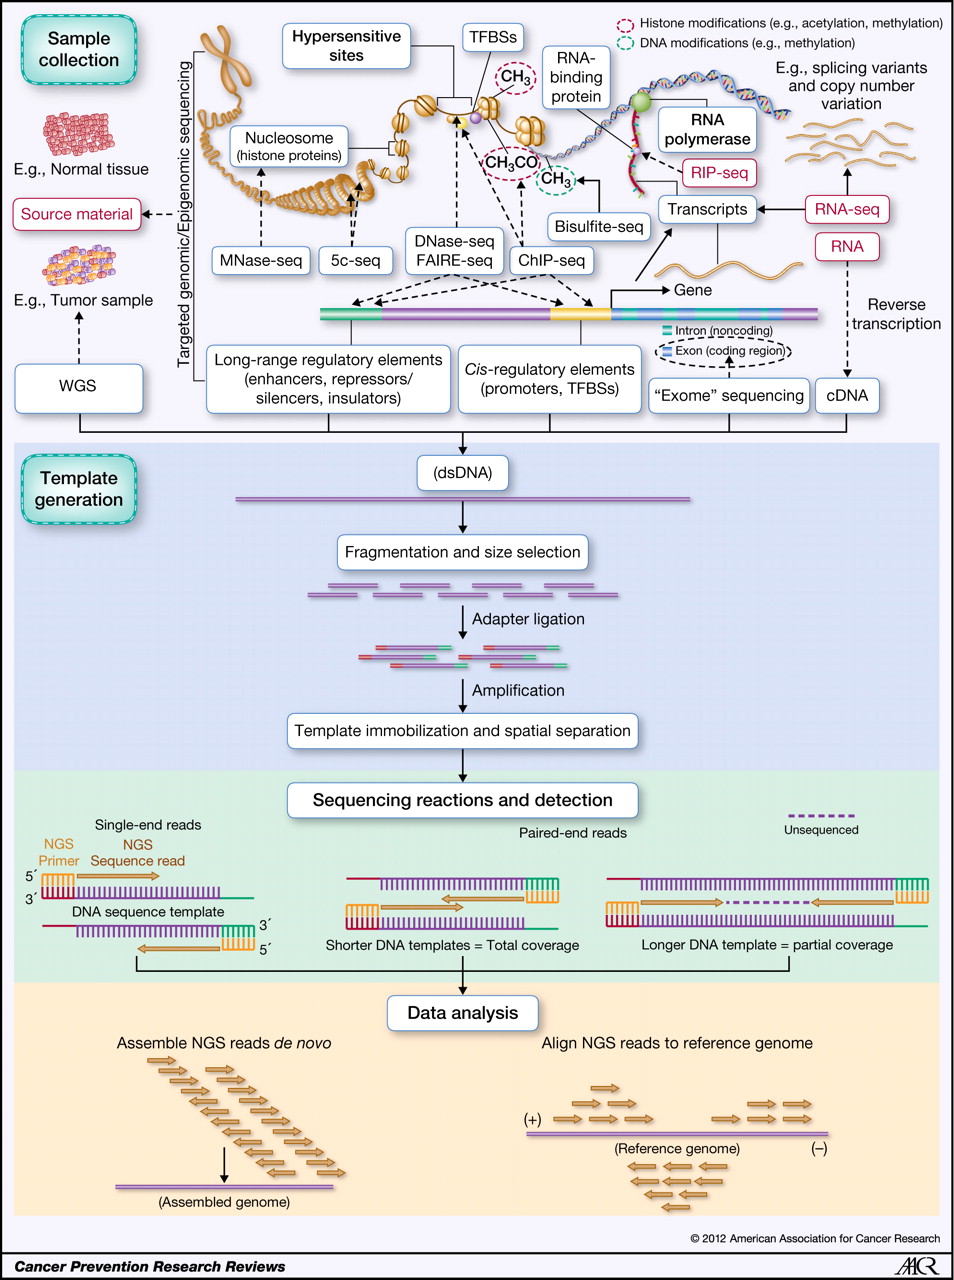 Sample
collection
Hypersensitive
sites
TFBSs
Histone modifications (e.g., acetylation, methylation)
DNA modifications (e.g., methylation)
RNA-
binding
protein
CH3
E.g., splicing variants
and copy number
variation
RNA
polymerase
Nucleosome
(histone proteins)
E.g., Normal tissue
Source material
Targeted genomic/Epigenomic sequencing
CH3CO
CH3
RIP-seq
Transcripts
RNA-seq
Bisulfite-seq
RNA
MNase-seq
5c-seq
DNase-seq
FAIRE-seq
ChIP-seq
E.g., Tumor sample
Gene
Reverse
transcription
Intron (noncoding)
Exon (coding region)
WGS
Long-range regulatory elements
(enhancers, repressors/
silencers, insulators)
Cis-regulatory elements
(promoters, TFBSs)
“Exome” sequencing
cDNA
Template
generation
(dsDNA)
Fragmentation and size selection
Adapter ligation
Amplification
Template immobilization and spatial separation
Sequencing reactions and detection
Single-end reads
Paired-end reads
Unsequenced
NGS
Primer
NGS
Sequence read
5´
3´
DNA sequence template
3´
5´
Shorter DNA templates = Total coverage
Longer DNA template = partial coverage
Data analysis
Assemble NGS reads de novo
Align NGS reads to reference genome
(+)
(Reference genome)
(–)
(Assembled genome)
© 2012 American Association for Cancer Research
Cancer Prevention Research Reviews
AACR